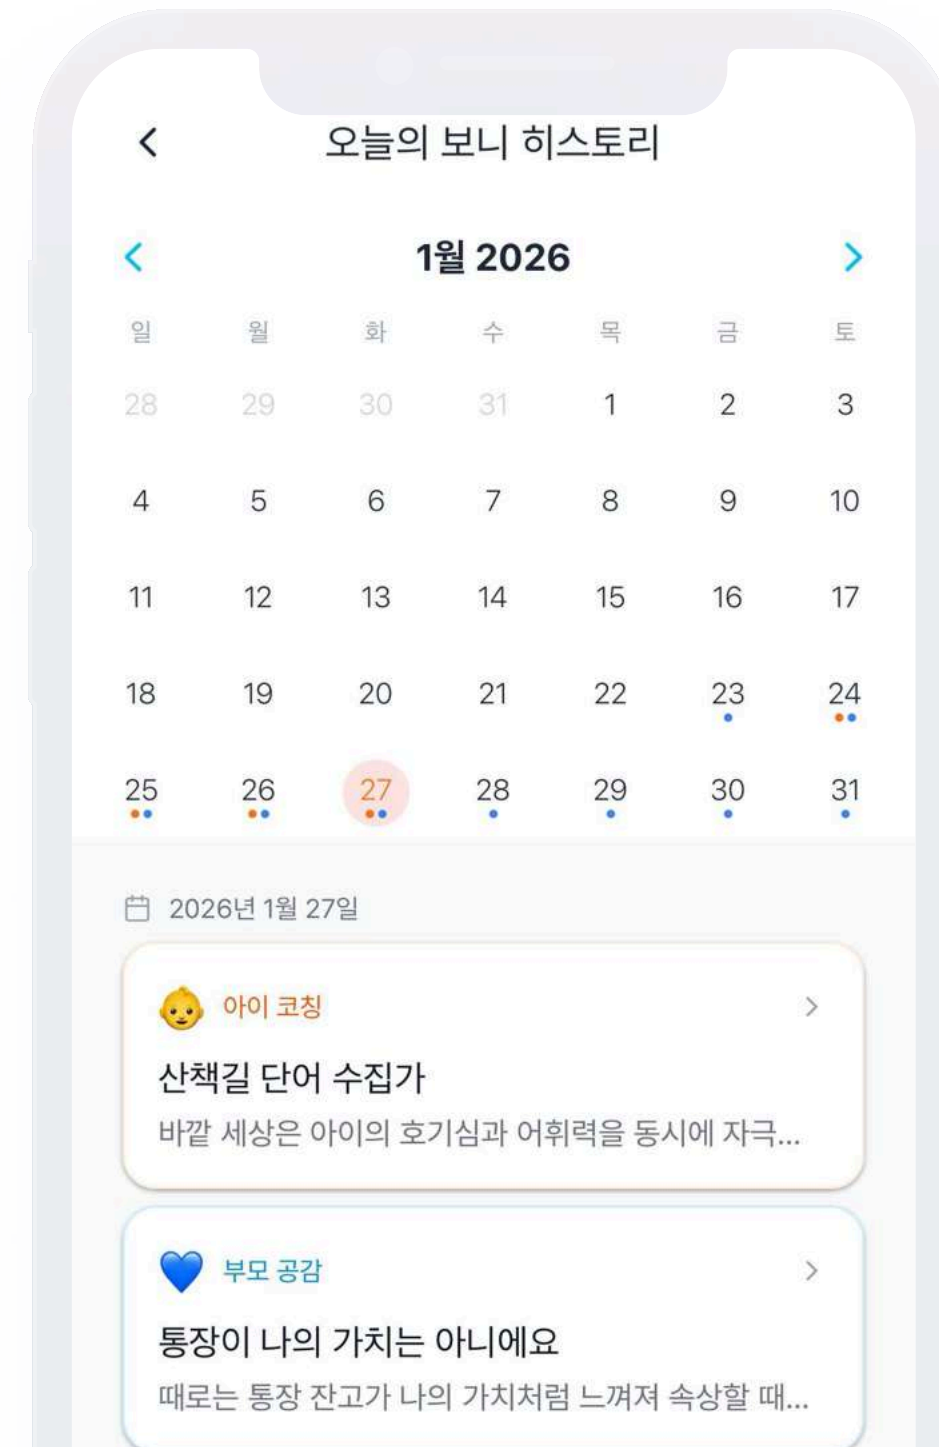 오늘의 보니 히스토리
1월 2026
일 월 화 수 목 금 토
28 29 30 31 1 2 3
4 5 6 7 8 9 10
11 12 13 14 15 16 17
18 19 20 21 22 23 24
25 26 27 28 29 30 31
2026년 1월 27일
아이 코칭
산책길 단어 수집가
바깥 세상은 아이의 호기심과 어휘력을 동시에 자극...
부모 공감
통장이 나의 가치는 아니에요
때로는 통장 잔고가 나의 가치처럼 느껴져 속상할 때...